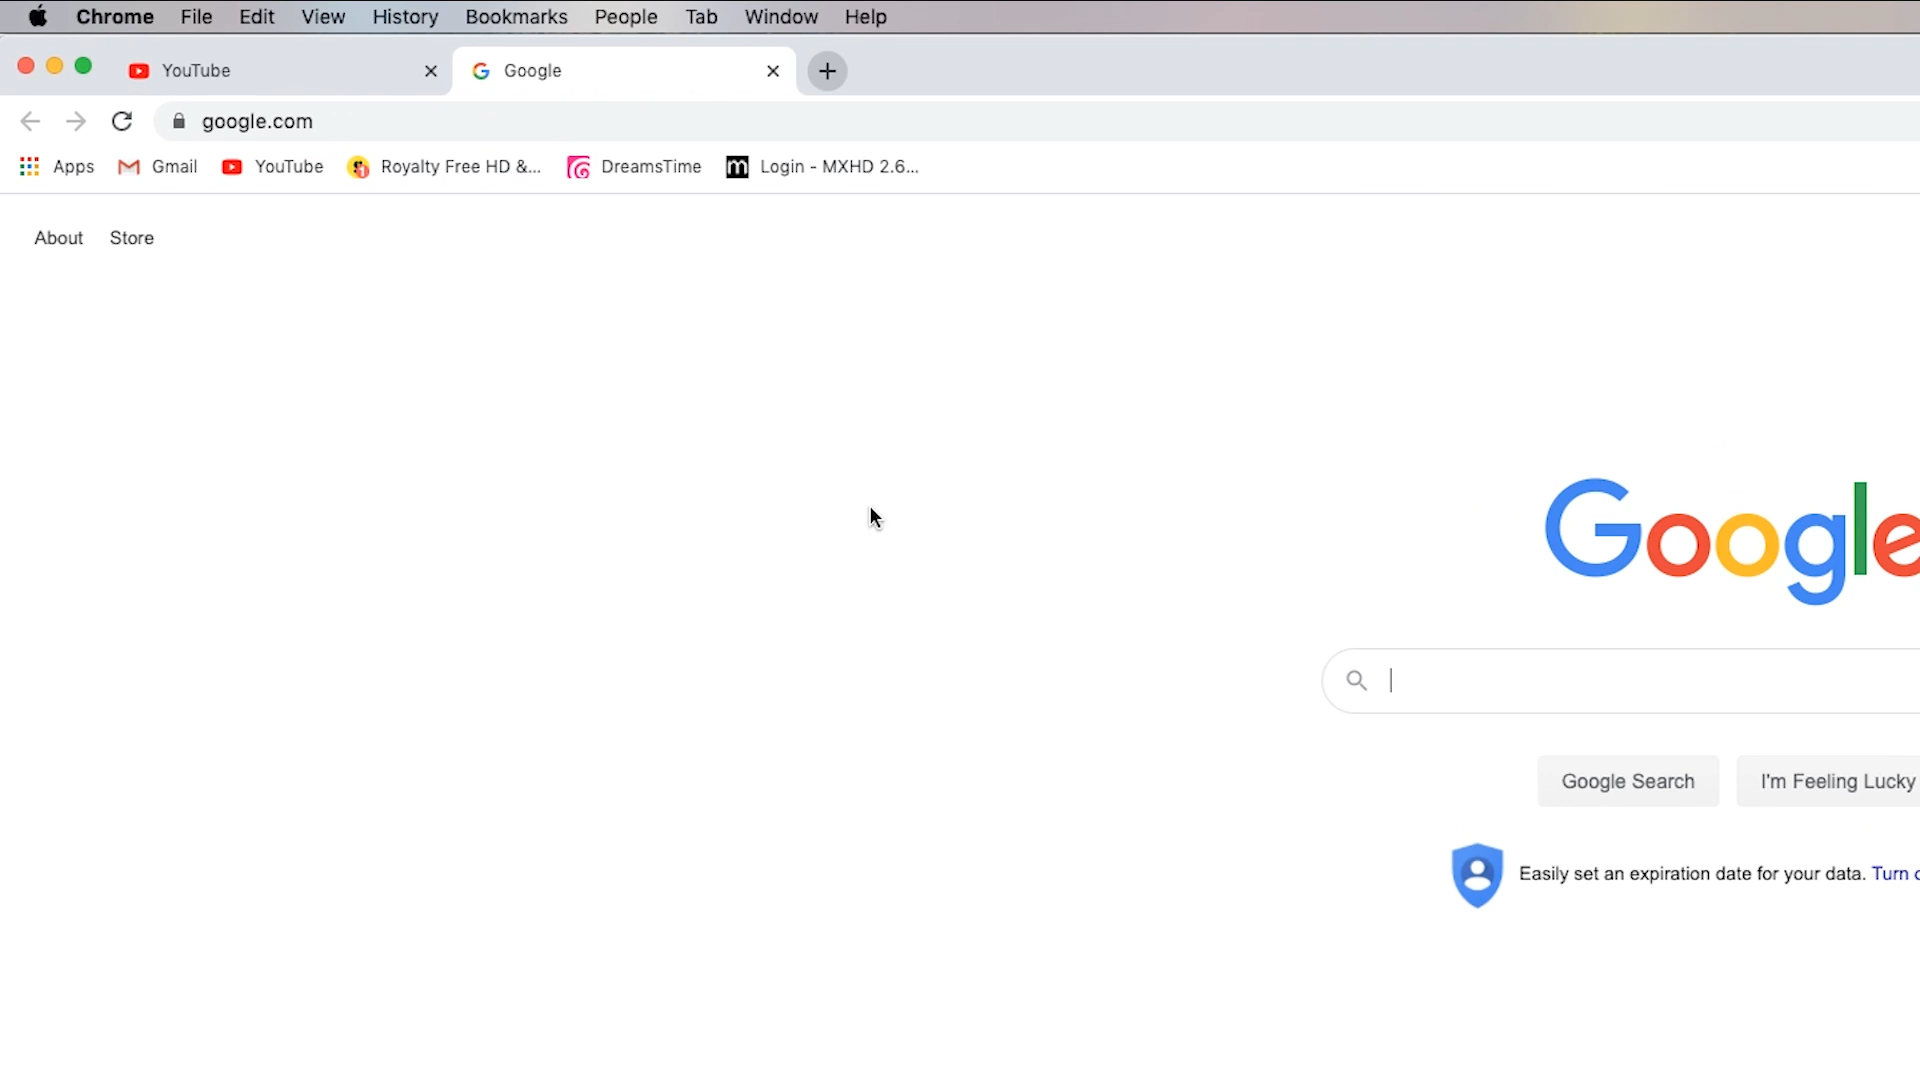 Chrome File Edit View History Bookmarks People Tab Window Help
YouTube Google
google.com
Apps Gmail YouTube Royalty Free HD &... DreamsTime Login - MXHD 2.6...
About Store
Google
Google Search I'm Feeling Lucky
Easily set an expiration date for your data. Turn